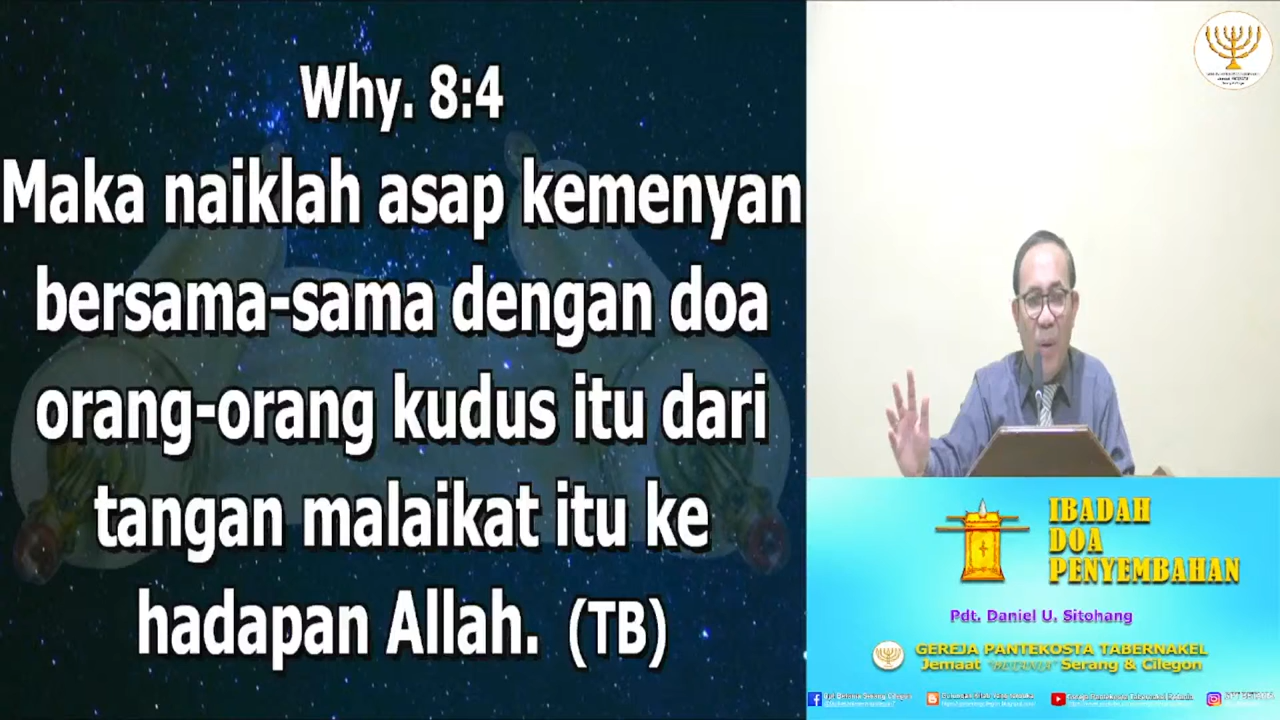 Why. 8:4
Maka naiklah asap kemenyan
bersama-sama dengan doa
orang-orang kudus itu dari
tangan malaikat itu ke
hadapan Allah. (TB)
IBADAH
DOA
PENYEMBAHAN
Pdt. Daniel U. Sitohang
GEREJA PANTEKOSTA TABERNAKEL
Jemaat "BETANIA" Serang & Cilegon